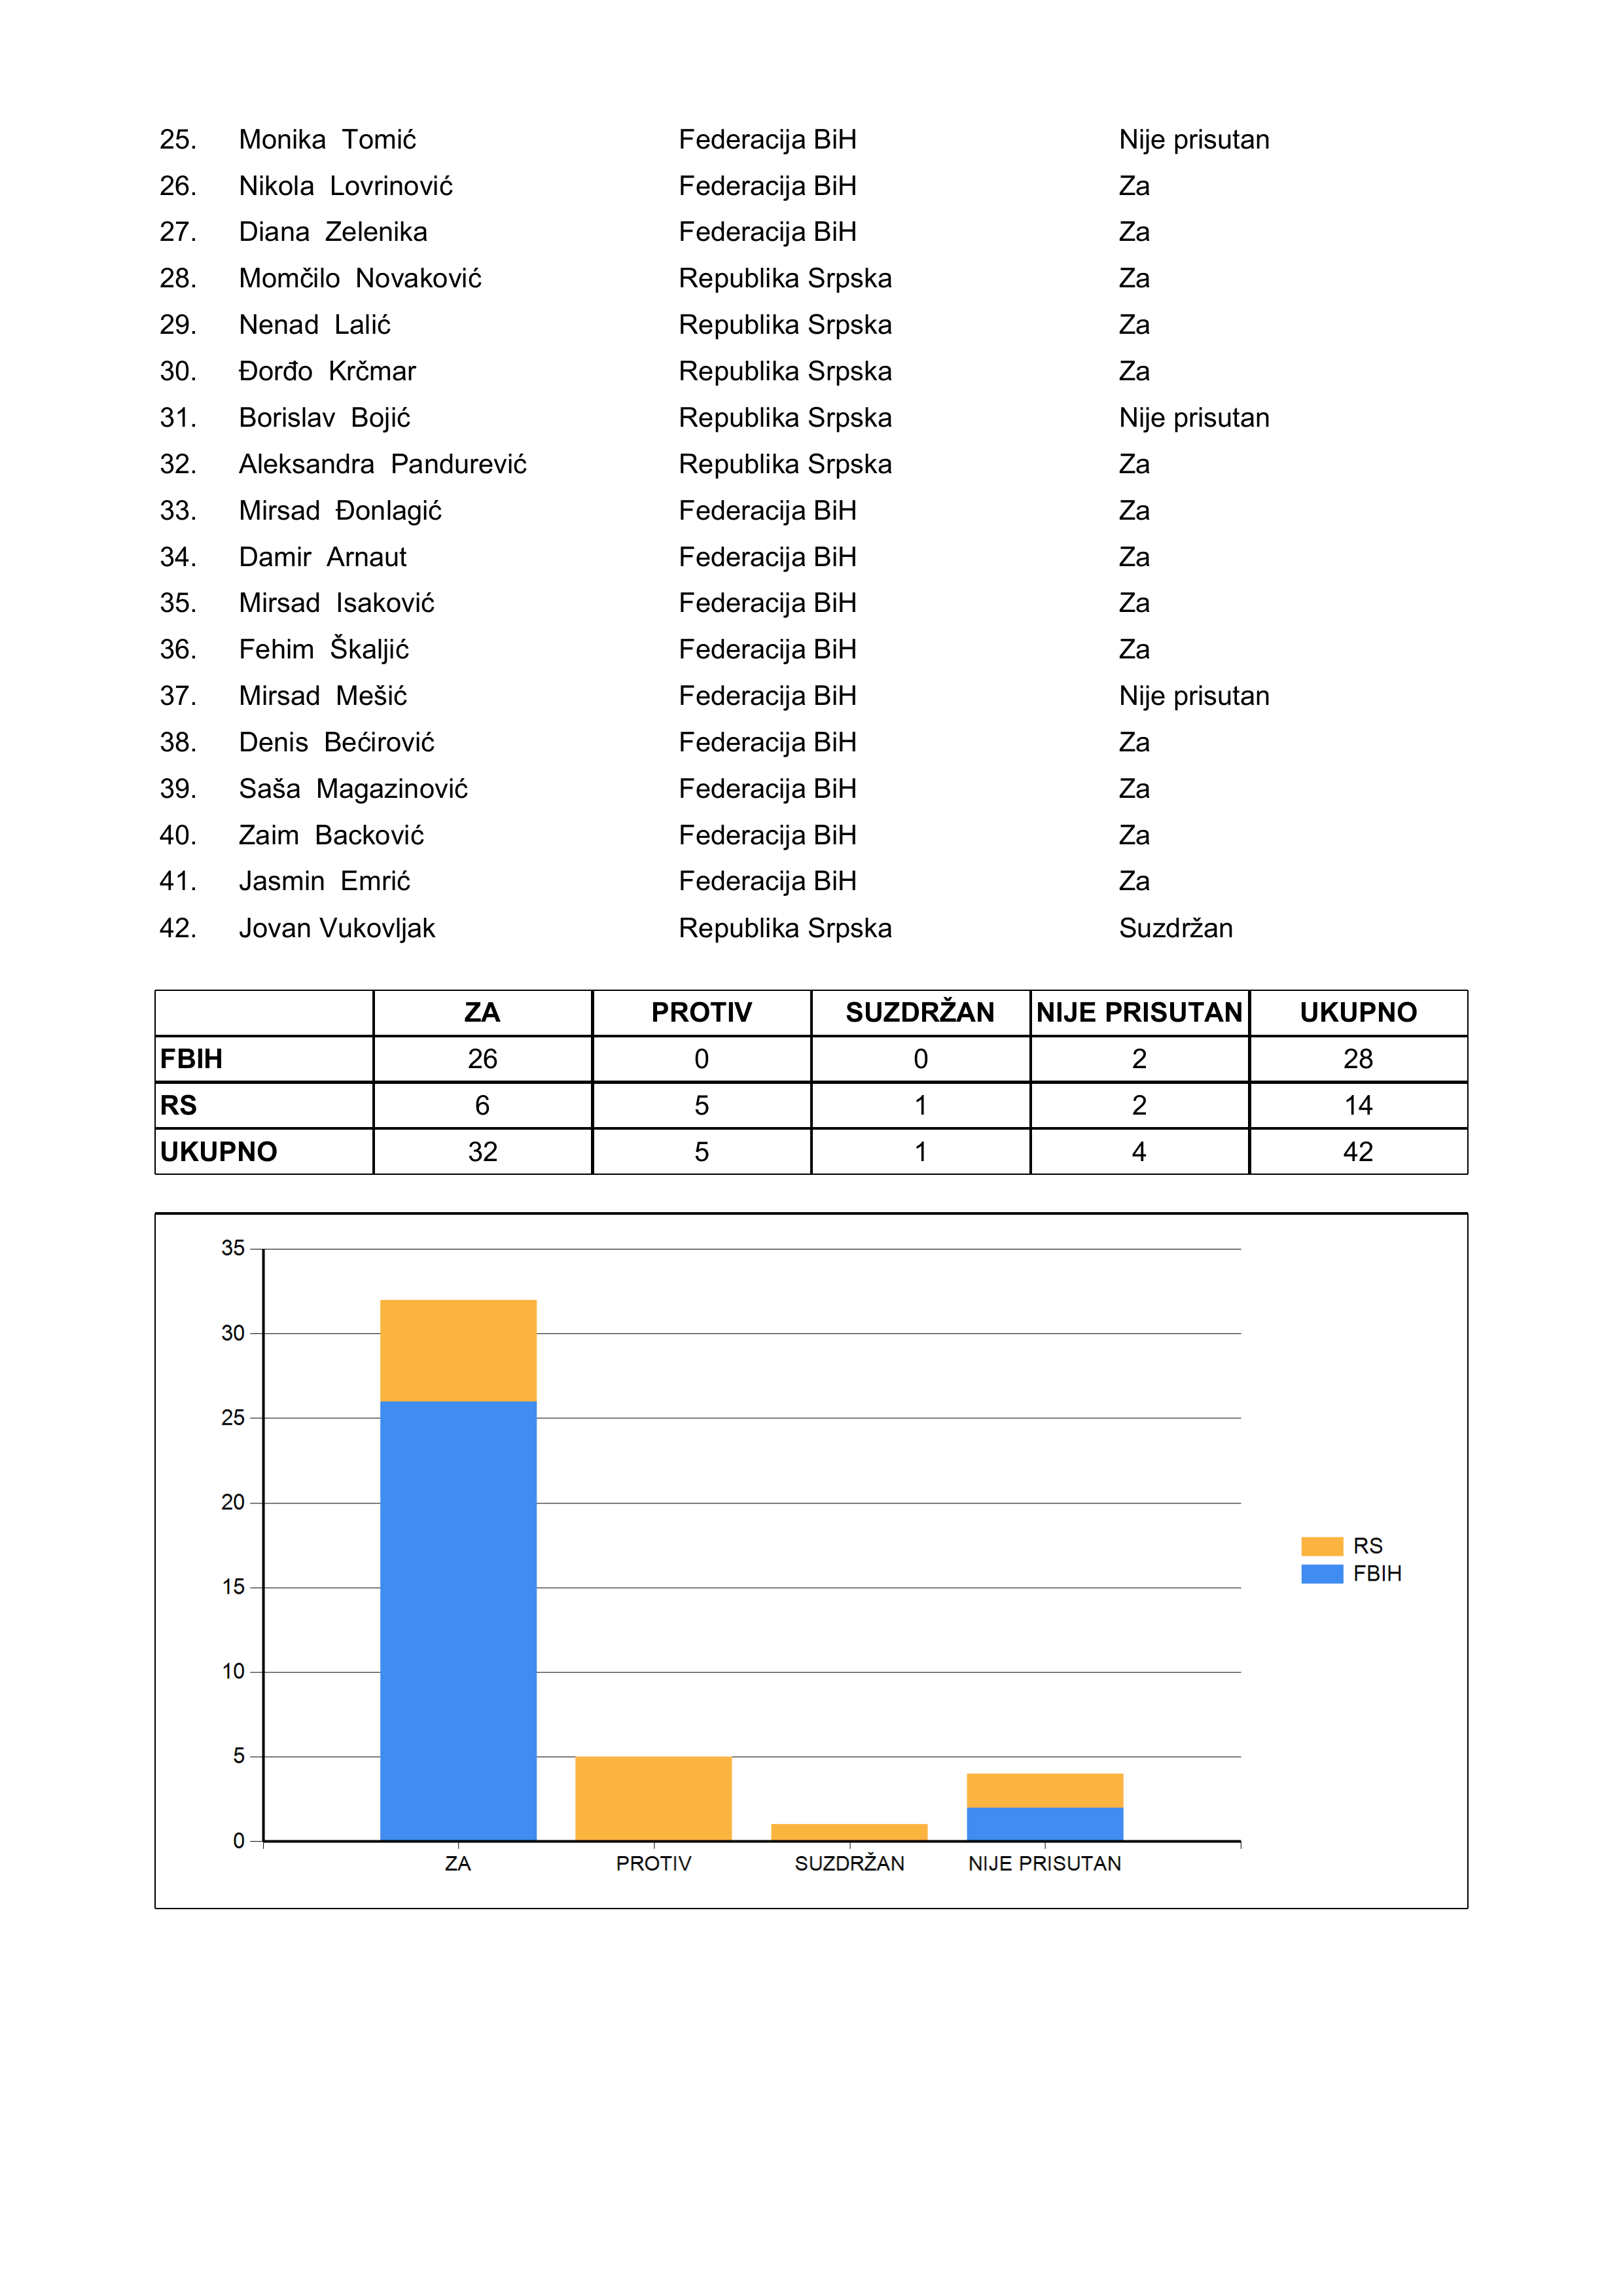 25. Monika Tomić Federacija BiH Nije prisutan
26. Nikola Lovrinović Federacija BiH Za
27. Diana Zelenika Federacija BiH Za
28. Momčilo Novaković Republika Srpska Za
29. Nenad Lalić Republika Srpska Za
30. Đorđo Krčmar Republika Srpska Za
31. Borislav Bojić Republika Srpska Nije prisutan
32. Aleksandra Pandurević Republika Srpska Za
33. Mirsad Đonlagić Federacija BiH Za
34. Damir Arnaut Federacija BiH Za
35. Mirsad Isaković Federacija BiH Za
36. Fehim Škaljić Federacija BiH Za
37. Mirsad Mešić Federacija BiH Nije prisutan
38. Denis Bećirović Federacija BiH Za
39. Saša Magazinović Federacija BiH Za
40. Zaim Backović Federacija BiH Za
41. Jasmin Emrić Federacija BiH Za
42. Jovan Vukovljak Republika Srpska Suzdržan
ZA PROTIV SUZDRŽAN NIJE PRISUTAN UKUPNO
FBIH 26 0 0 2 28
RS 6 5 1 2 14
UKUPNO 32 5 1 4 42
35
30
25
20
15
10
5
0
ZA PROTIV SUZDRŽAN NIJE PRISUTAN
RS
FBIH